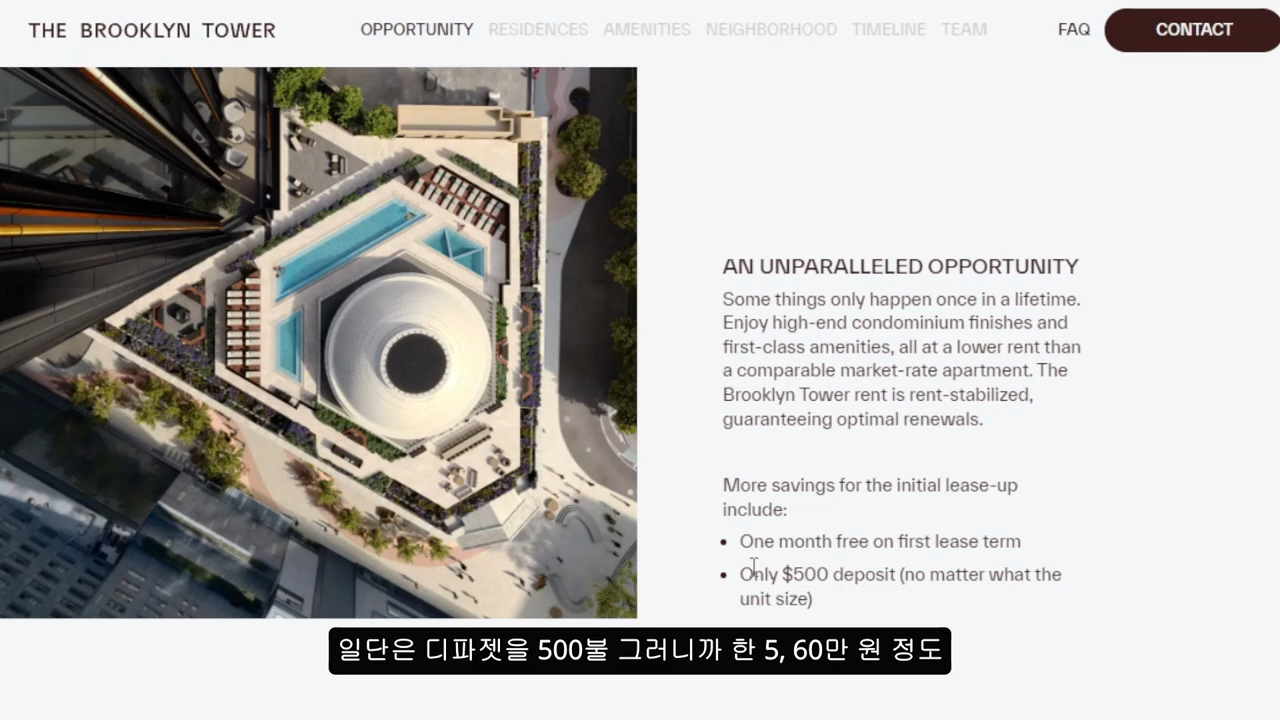 THE BROOKLYN TOWER
OPPORTUNITY RESIDENCES AMENITIES NEIGHBORHOOD TIMELINE TEAM FAQ CONTACT
AN UNPARALLELED OPPORTUNITY
Some things only happen once in a lifetime.
Enjoy high-end condominium finishes and
first-class amenities, all at a lower rent than
a comparable market-rate apartment. The
Brooklyn Tower rent is rent-stabilized,
guaranteeing optimal renewals.
More savings for the initial lease-up
include:
• One month free on first lease term
• Only $500 deposit (no matter what the
unit size)
일단은 디파젯을 500불 그러니까 한 5, 60만 원 정도